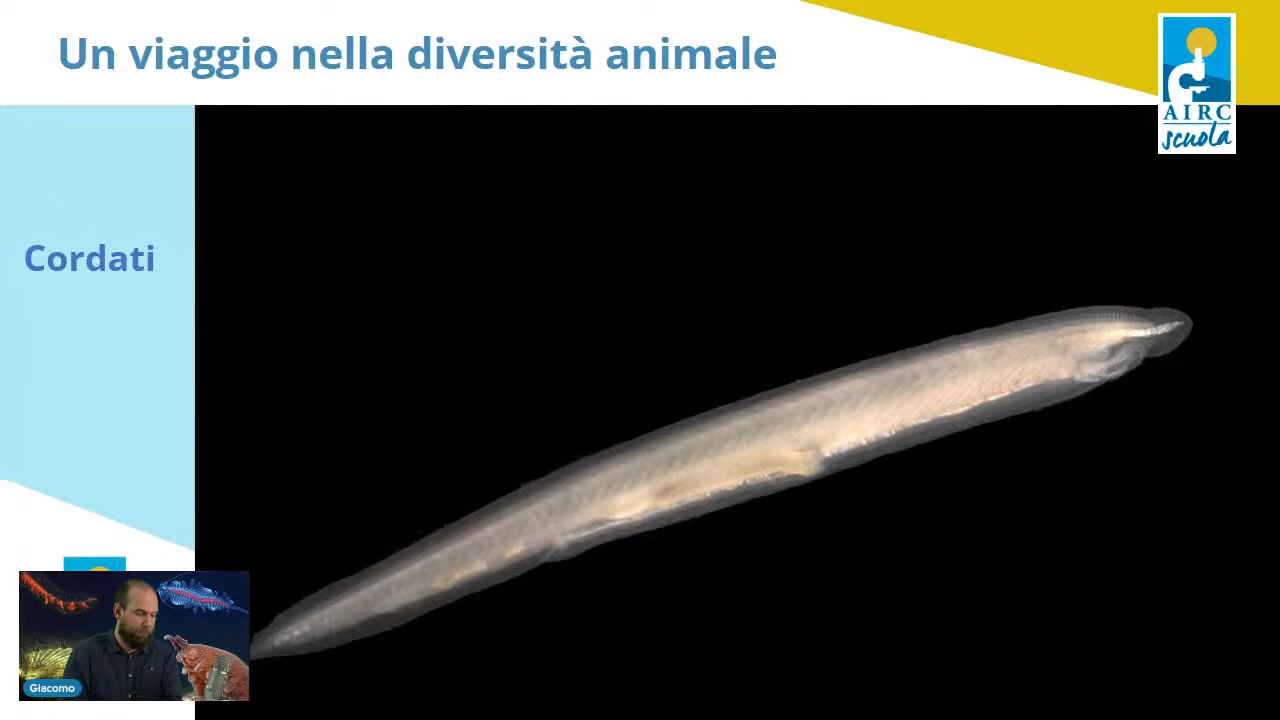 Un viaggio nella diversità animale
AIRC
scuola
Cordati
Giacomo